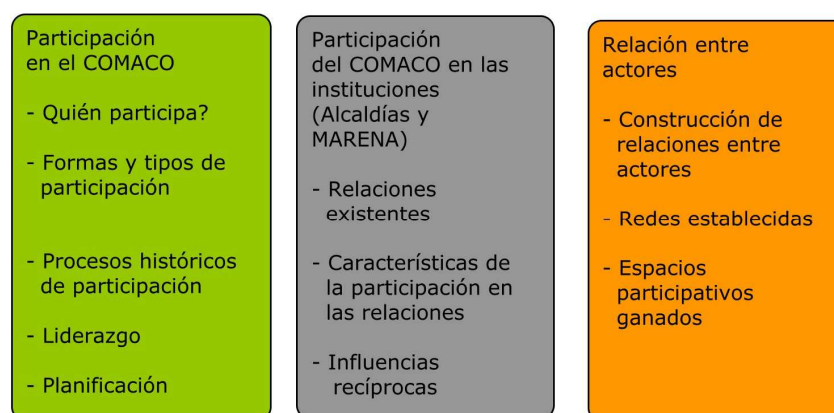 Participación
en el COMACO
- Quién participa?
- Formas y tipos de
participación
- Procesos históricos
de participación
- Liderazgo
- Planificación
Participación
del COMACO en las
instituciones
(Alcaldías y
MARENA)
- Relaciones
existentes
- Características de
la participación en
las relaciones
- Influencias
recíprocas
Relación entre
actores
- Construcción de
relaciones entre
actores
- Redes establecidas
- Espacios
participativos
ganados